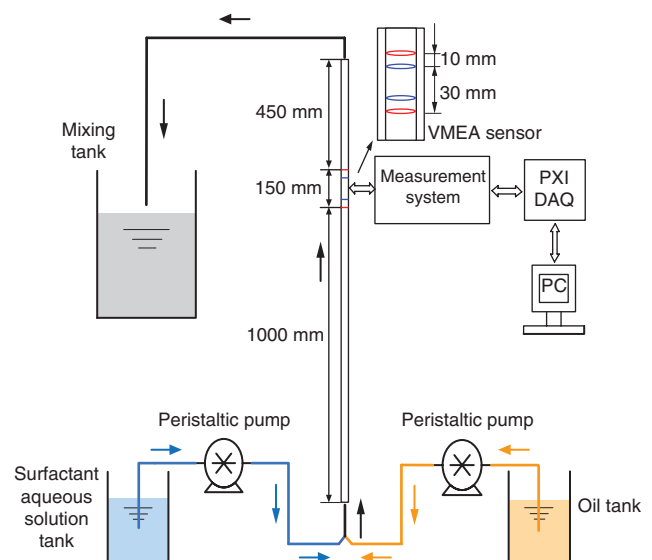 10 mm
30 mm
VMEA sensor
450 mm
Mixing
tank
150 mm
Measurement
system
PXI
DAQ
PC
1000 mm
Peristaltic pump
Peristaltic pump
Surfactant
aqueous
solution
tank
Oil tank